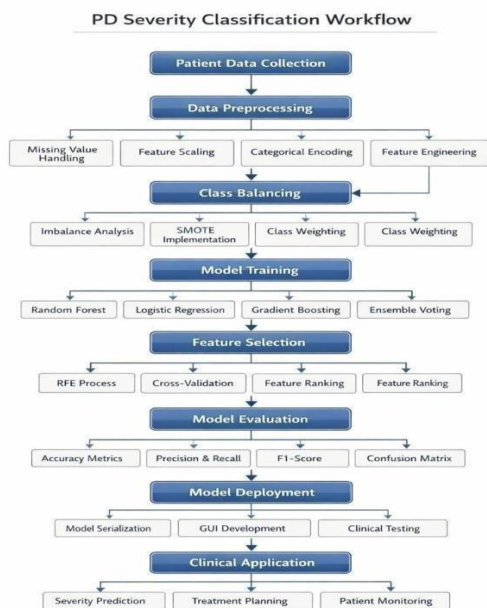 PD Severity Classification Workflow
Patient Data Collection
Data Preprocessing
Missing Value
Handling
Feature Scaling
Categorical Encoding
Feature Engineering
Class Balancing
Imbalance Analysis
SMOTE
Implementation
Class Weighting
Class Weighting
Model Training
Random Forest
Logistic Regression
Gradient Boosting
Ensemble Voting
Feature Selection
RFE Process
Cross-Validation
Feature Ranking
Feature Ranking
Model Evaluation
Accuracy Metrics
Precision & Recall
F1-Score
Confusion Matrix
Model Deployment
Model Serialization
GUI Development
Clinical Testing
Clinical Application
Severity Prediction
Treatment Planning
Patient Monitoring